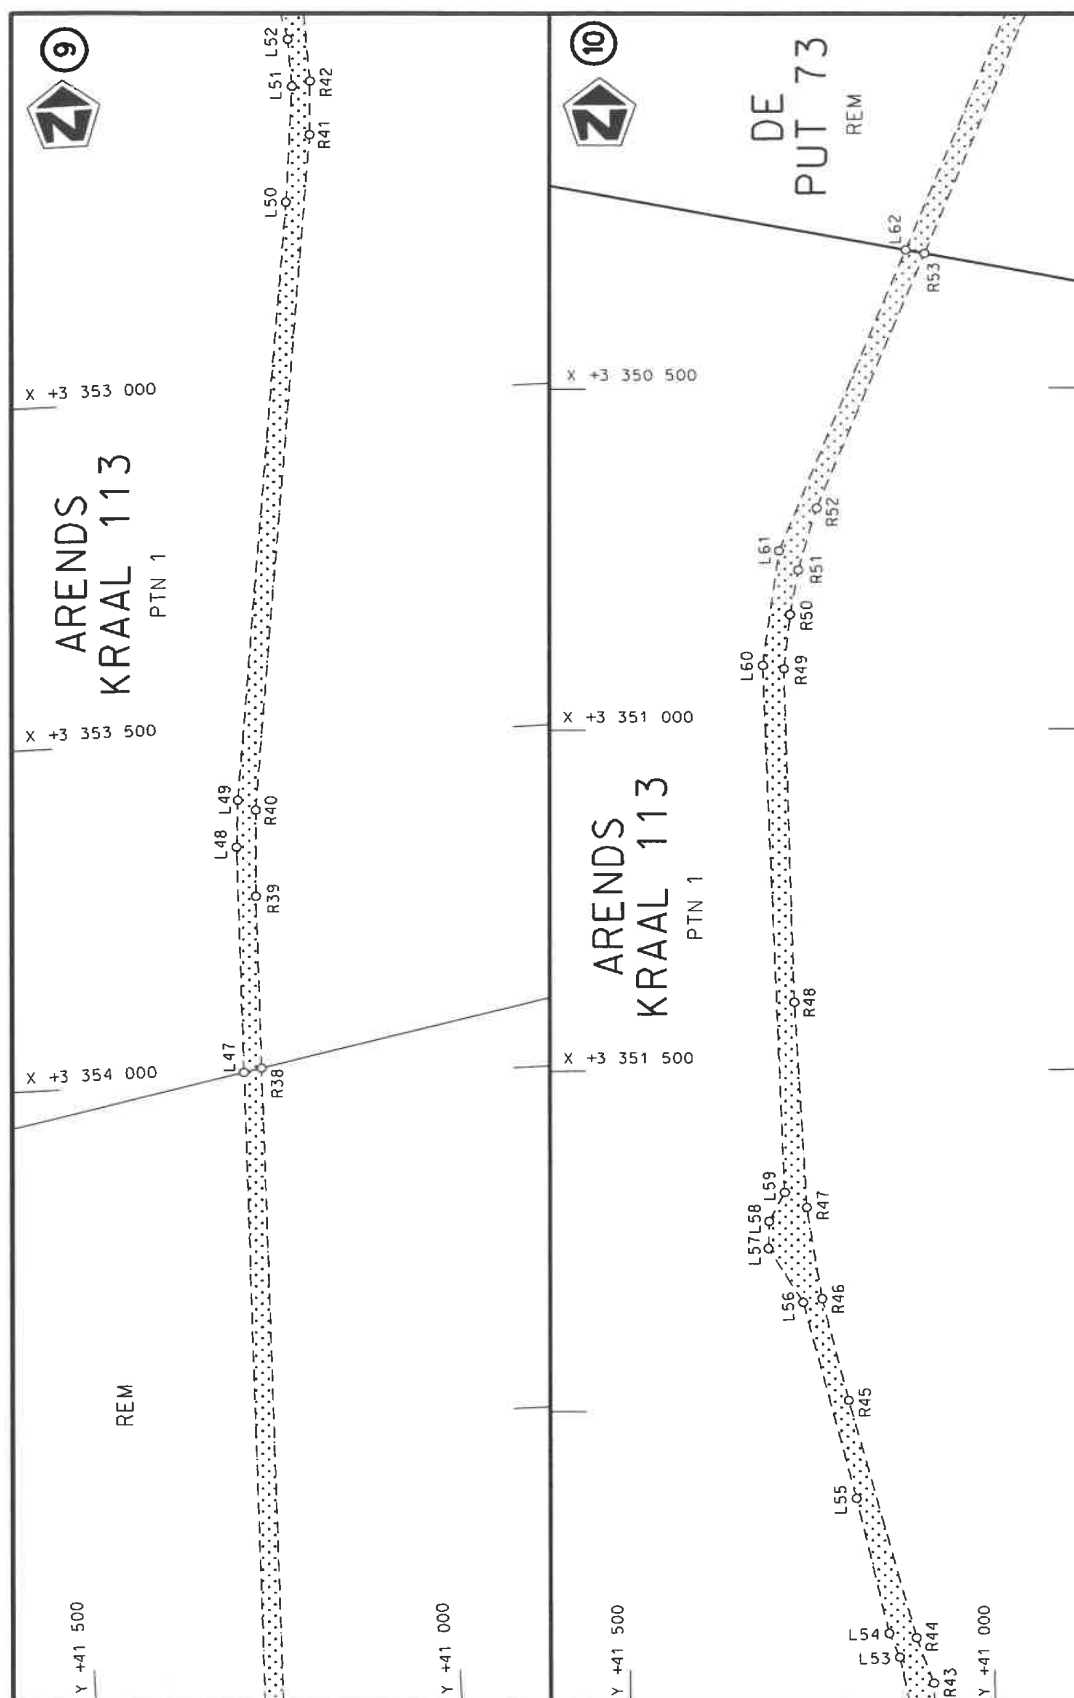 9
N
L52
L51
R42
R41
L50
X +3 353 000
ARENDS
KRAAL 113
PTN 1
X +3 353 500
L49
R40
L48
R39
L47
R38
X +3 354 000
REM
Y +41 500
Y +41 000
10
N
DE
PUT 73
REM
L62
R53
X +3 350 500
R52
L61
R51
R50
L60
R49
X +3 351 000
ARENDS
KRAAL 113
PTN 1
R48
X +3 351 500
L59
R47
L58
L57
L56
R46
R45
L55
L54
R44
L53
R43
Y +41 500
Y +41 000